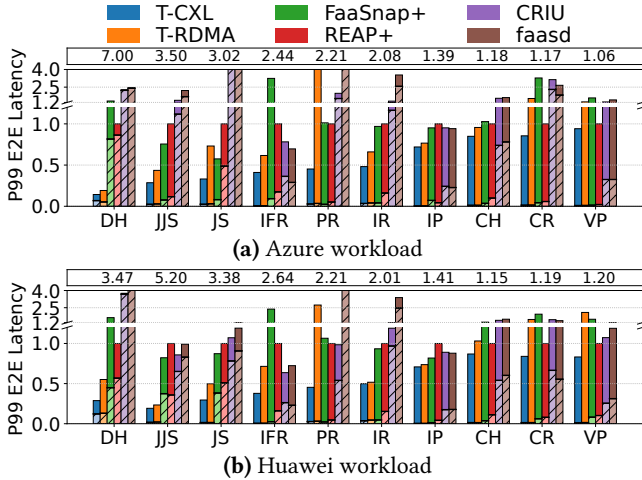 T-CXL FaaSnap+ CRIU
T-RDMA REAP+ faasd
7.00 3.50 3.02 2.44 2.21 2.08 1.39 1.18 1.17 1.06
P99 E2E Latency
4.0
2.5
1.2
1.0
0.5
0.0
DH JJS JS IFR PR IR IP CH CR VP
(a) Azure workload
3.47 5.20 3.38 2.64 2.21 2.01 1.41 1.15 1.19 1.20
P99 E2E Latency
4.0
2.5
1.2
1.0
0.5
0.0
DH JJS JS IFR PR IR IP CH CR VP
(b) Huawei workload